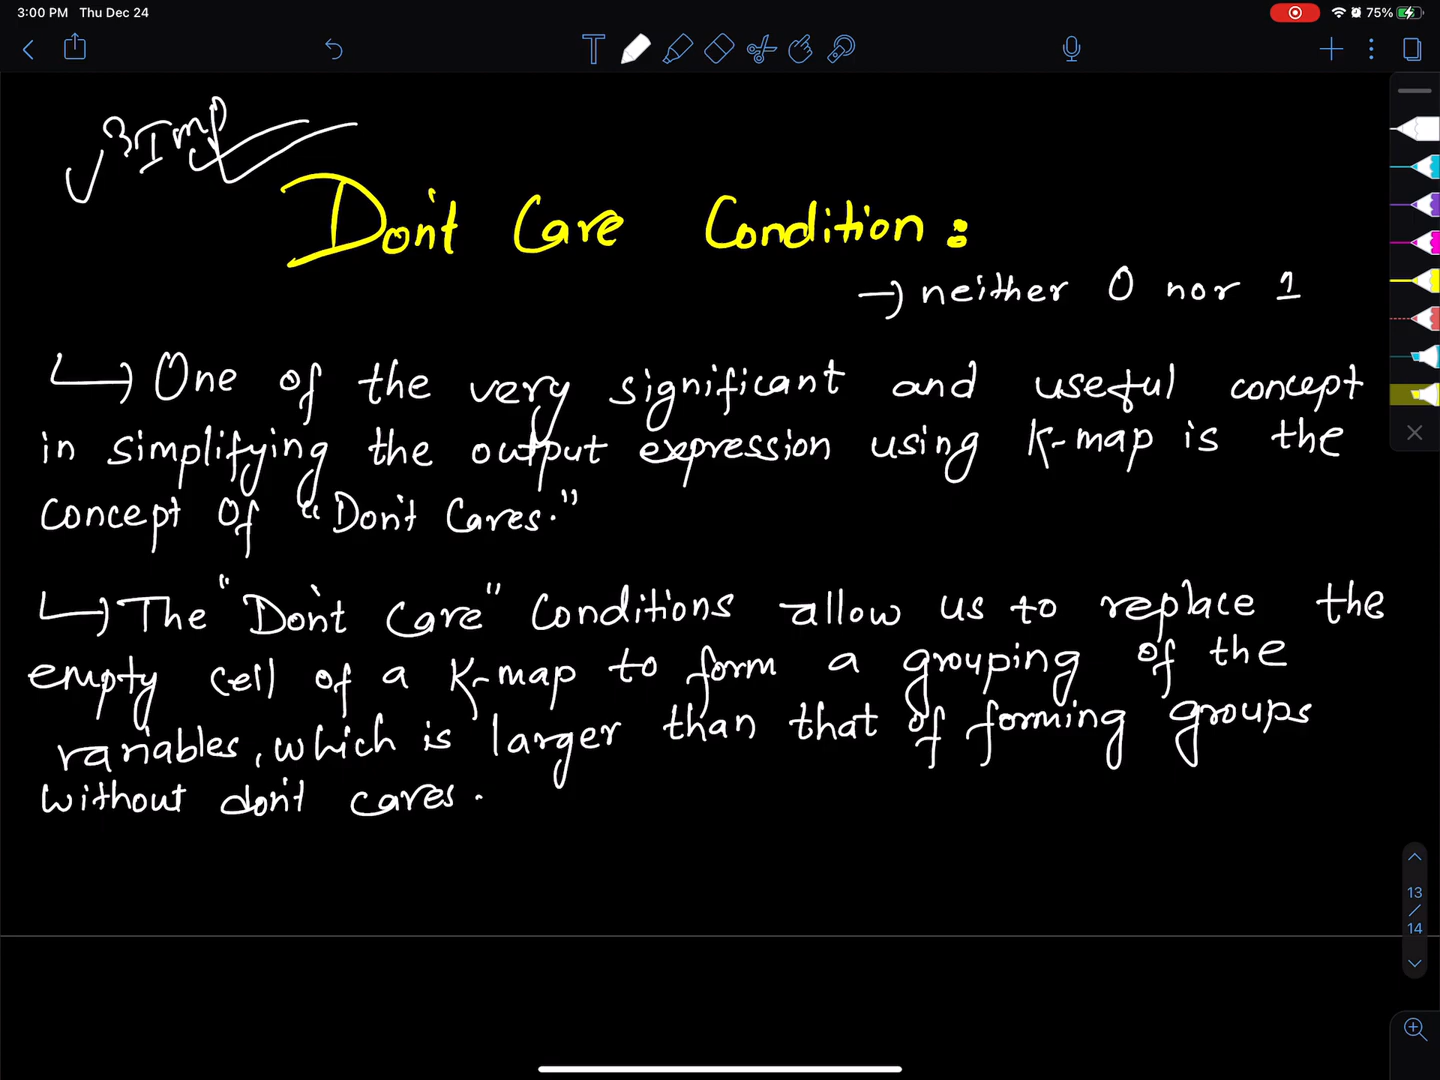 3:00 PM Thu Dec 24
75%
Imp
Don't Care Condition :
→ neither 0 nor 1
↳ One of the very significant and useful concept
in simplifying the output expression using K-map is the
concept of "Don't Cares."
↳ The "Don't Care" Conditions allow us to replace the
empty cell of a K-map to form a grouping of the
variables, which is larger than that of forming groups
without don't cares.
13
/
14